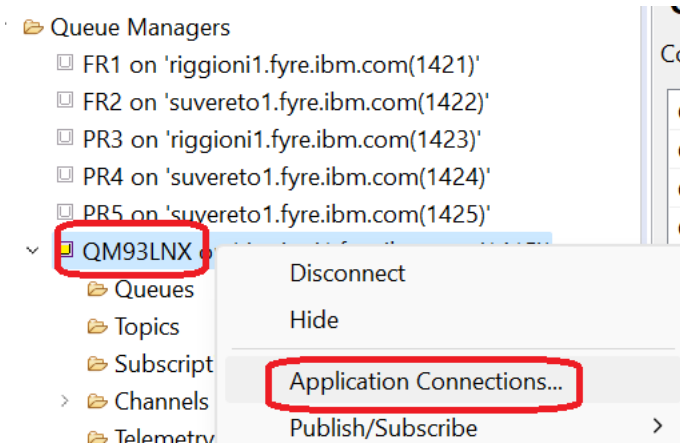 Queue Managers
FR1 on 'riggioni1.fyre.ibm.com(1421)'
FR2 on 'suvereto1.fyre.ibm.com(1422)'
PR3 on 'riggioni1.fyre.ibm.com(1423)'
PR4 on 'suvereto1.fyre.ibm.com(1424)'
PR5 on 'suvereto1.fyre.ibm.com(1425)'
QM93LNX
Queues
Topics
Subscript
Channels
Telemetry
Disconnect
Hide
Application Connections...
Publish/Subscribe